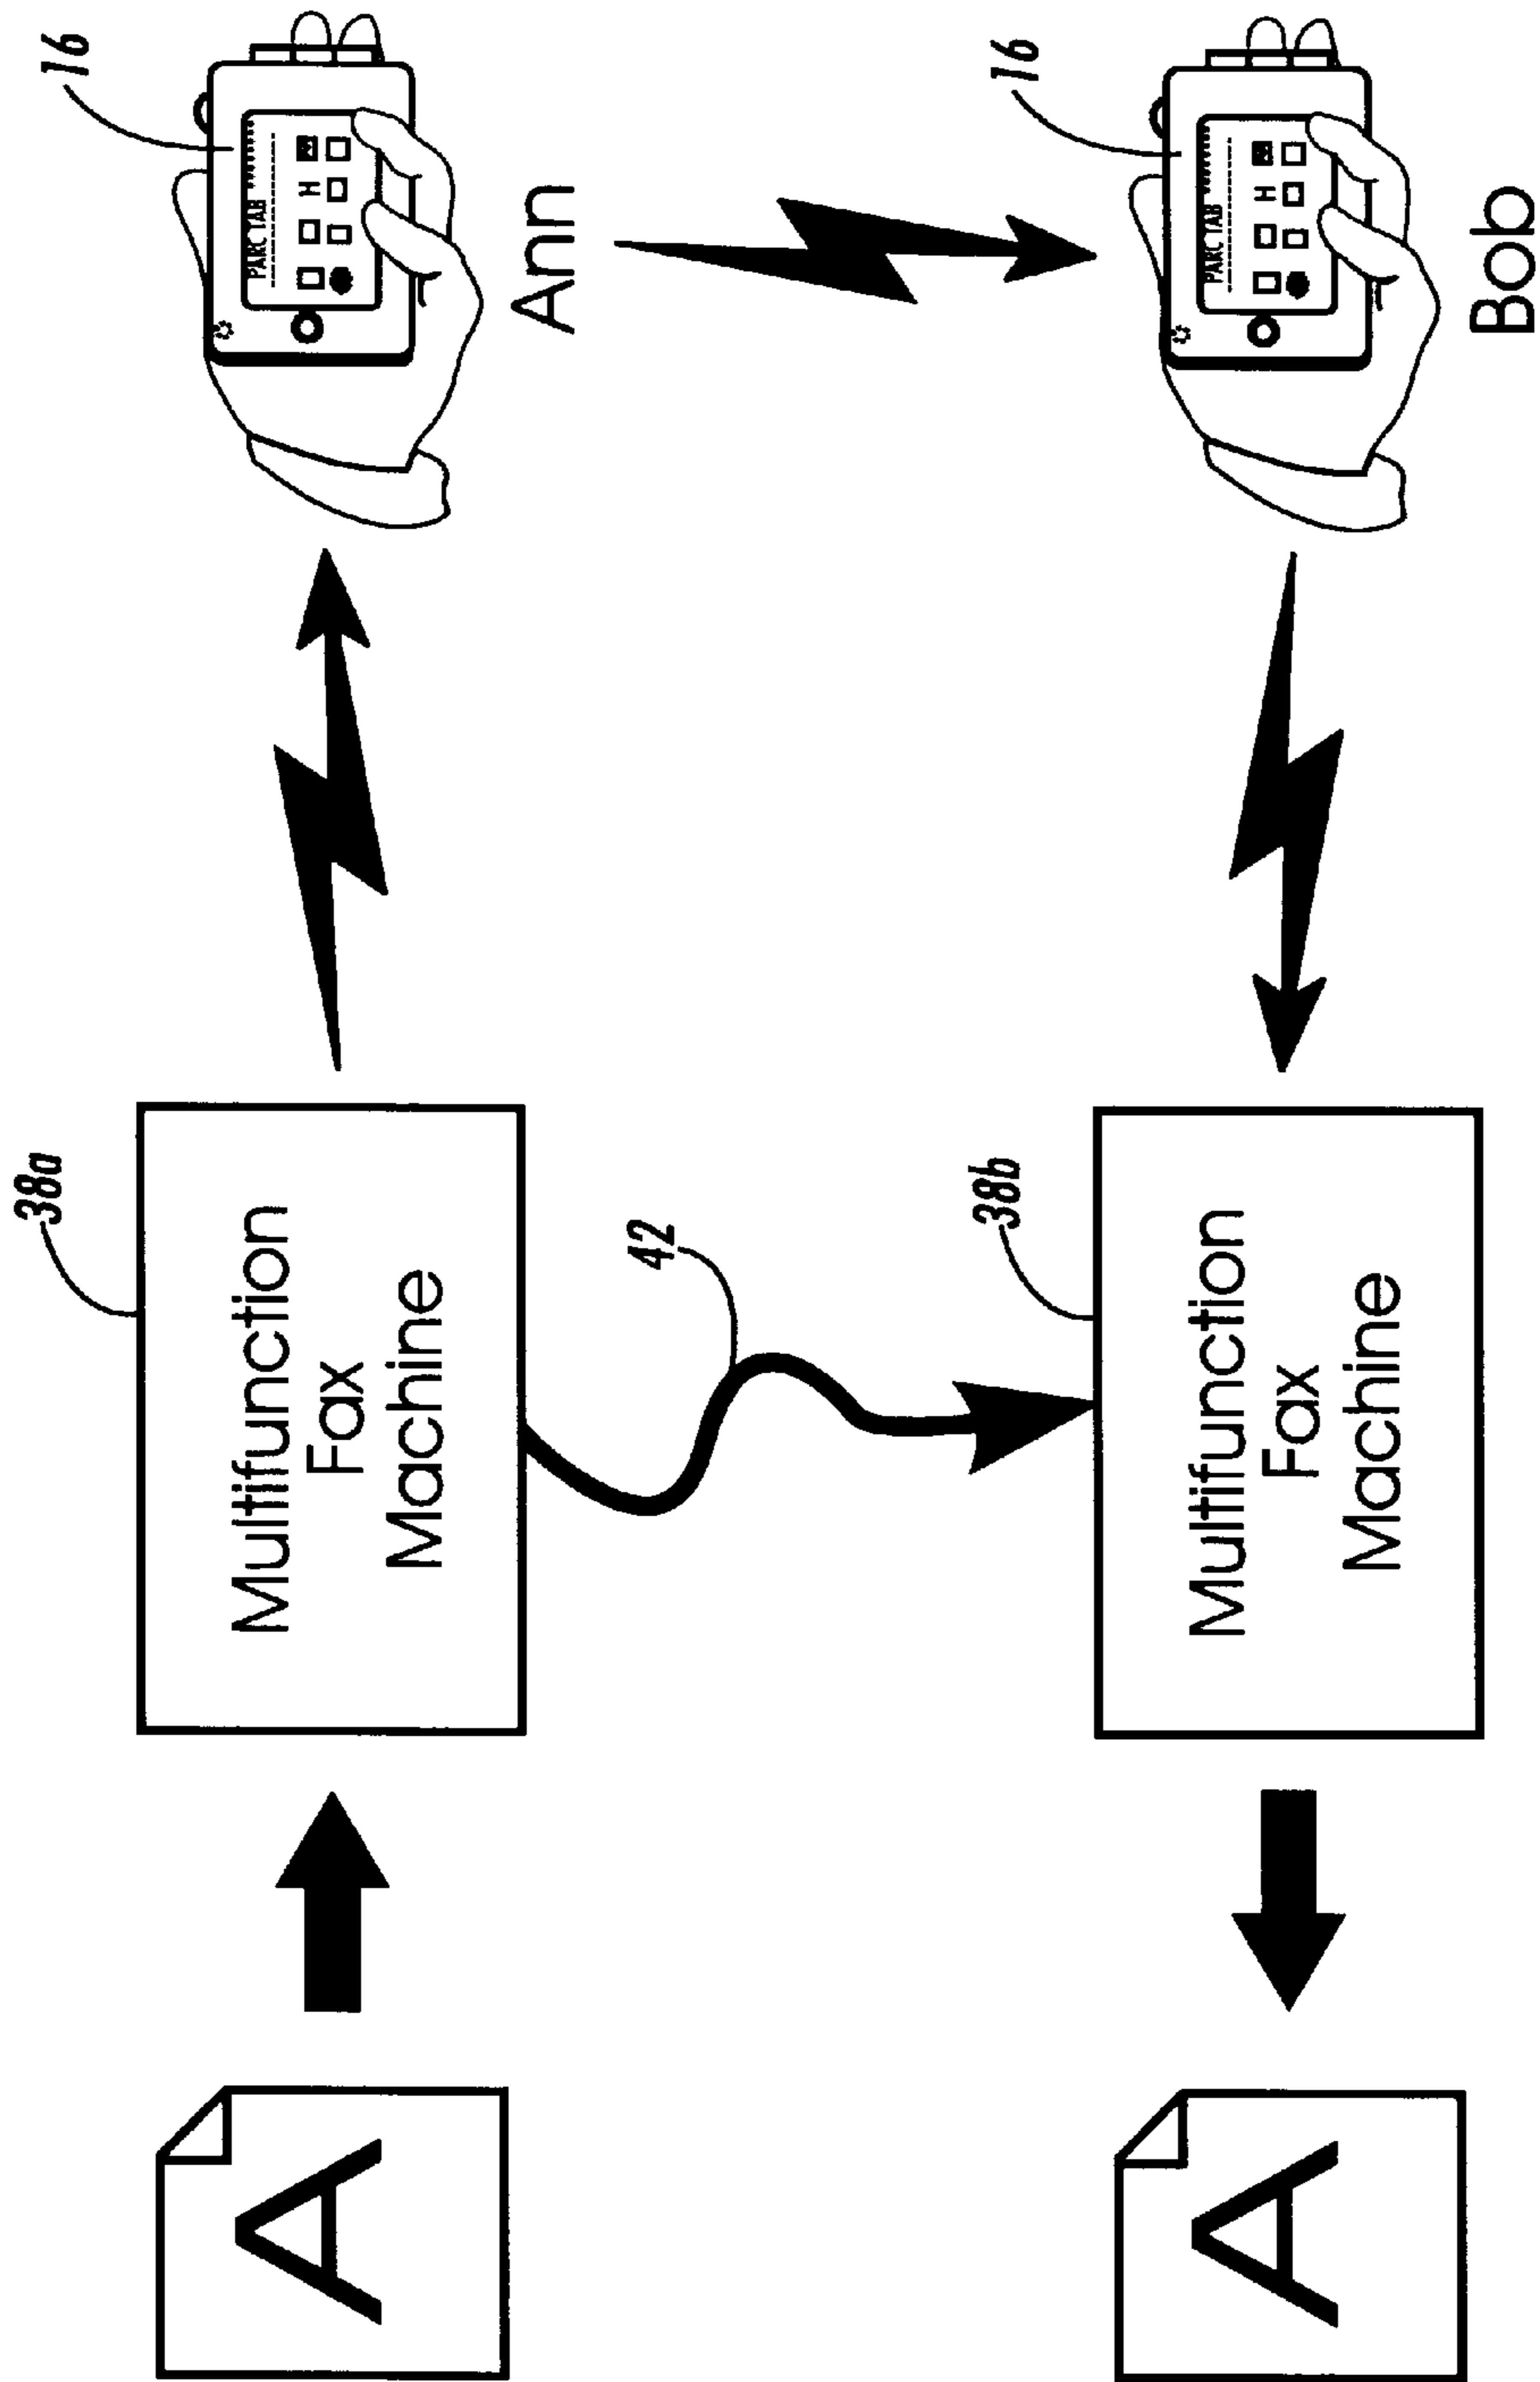 A
38a
Multifunction
Fax
Machine
16
PARC TAB
Ann
42
A
38b
Multifunction
Fax
Machine
16
PARC TAB
Bob